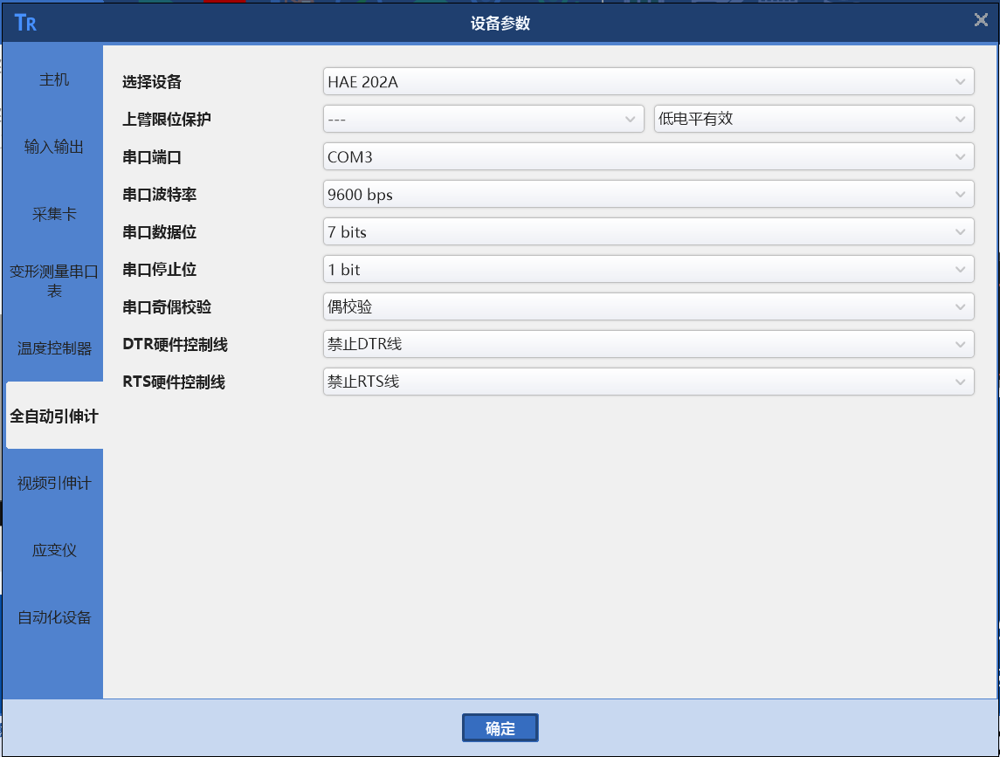 TR
设备参数
主机
输入输出
采集卡
变形测量串口
表
温度控制器
全自动引伸计
视频引伸计
应变仪
自动化设备
选择设备 HAE 202A
上臂限位保护 --- 低电平有效
串口端口 COM3
串口波特率 9600 bps
串口数据位 7 bits
串口停止位 1 bit
串口奇偶校验 偶校验
DTR硬件控制线 禁止DTR线
RTS硬件控制线 禁止RTS线
确定